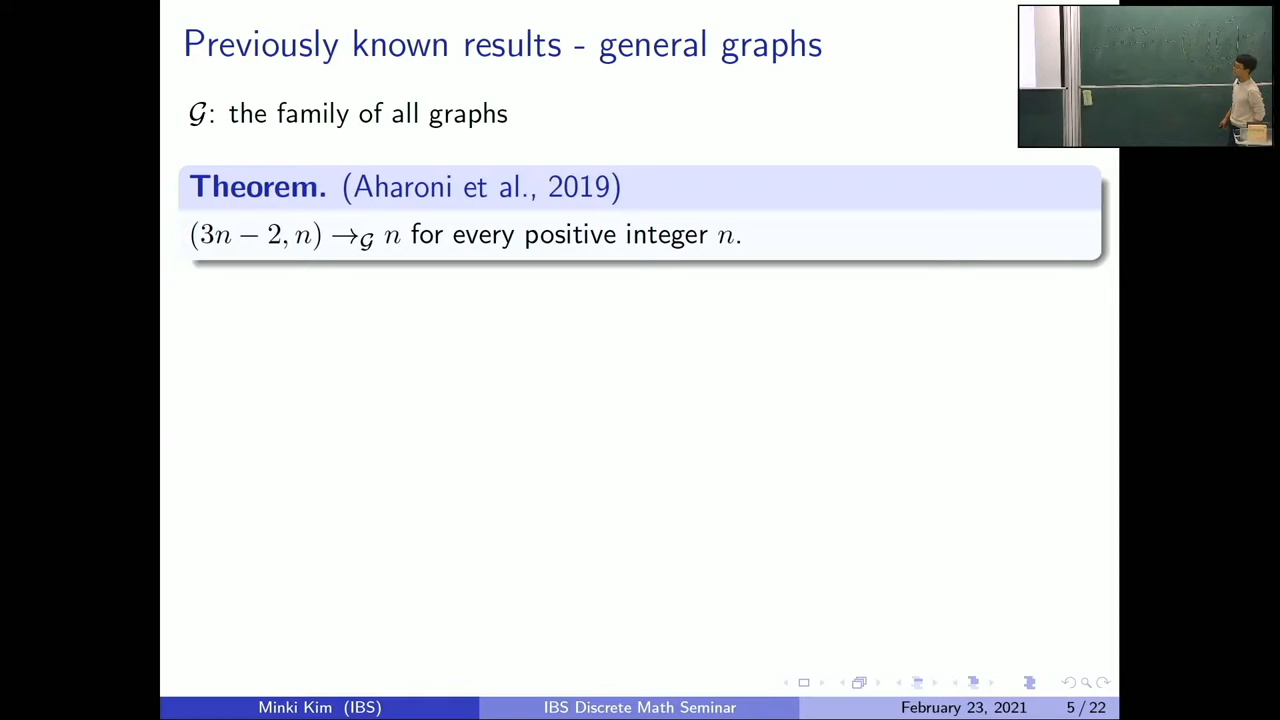 Previously known results - general graphs
𝒢: the family of all graphs
Theorem. (Aharoni et al., 2019)
(3n − 2, n) →_𝒢 n for every positive integer n.
Minki Kim (IBS) IBS Discrete Math Seminar February 23, 2021 5 / 22